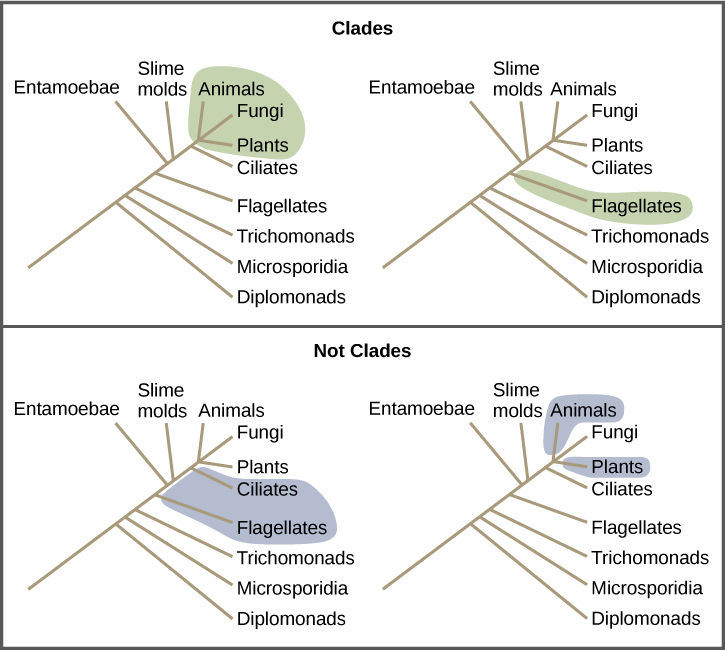 Clades
Slime
molds
Entamoebae
Animals
Fungi
Plants
Ciliates
Flagellates
Trichomonads
Microsporidia
Diplomonads
Slime
molds
Entamoebae
Animals
Fungi
Plants
Ciliates
Flagellates
Trichomonads
Microsporidia
Diplomonads
Not Clades
Slime
molds
Entamoebae
Animals
Fungi
Plants
Ciliates
Flagellates
Trichomonads
Microsporidia
Diplomonads
Slime
molds
Entamoebae
Animals
Fungi
Plants
Ciliates
Flagellates
Trichomonads
Microsporidia
Diplomonads